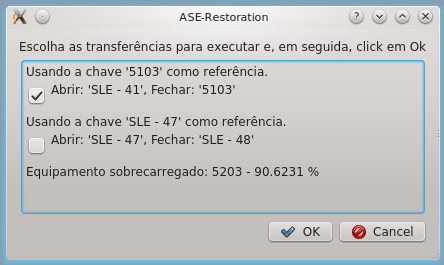 ASE-Restoration
Escolha as transferências para executar e, em seguida, click em Ok
Usando a chave '5103' como referência.
Abrir: 'SLE - 41', Fechar: '5103'
Usando a chave 'SLE - 47' como referência.
Abrir: 'SLE - 47', Fechar: 'SLE - 48'
Equipamento sobrecarregado: 5203 - 90.6231 %
OK
Cancel